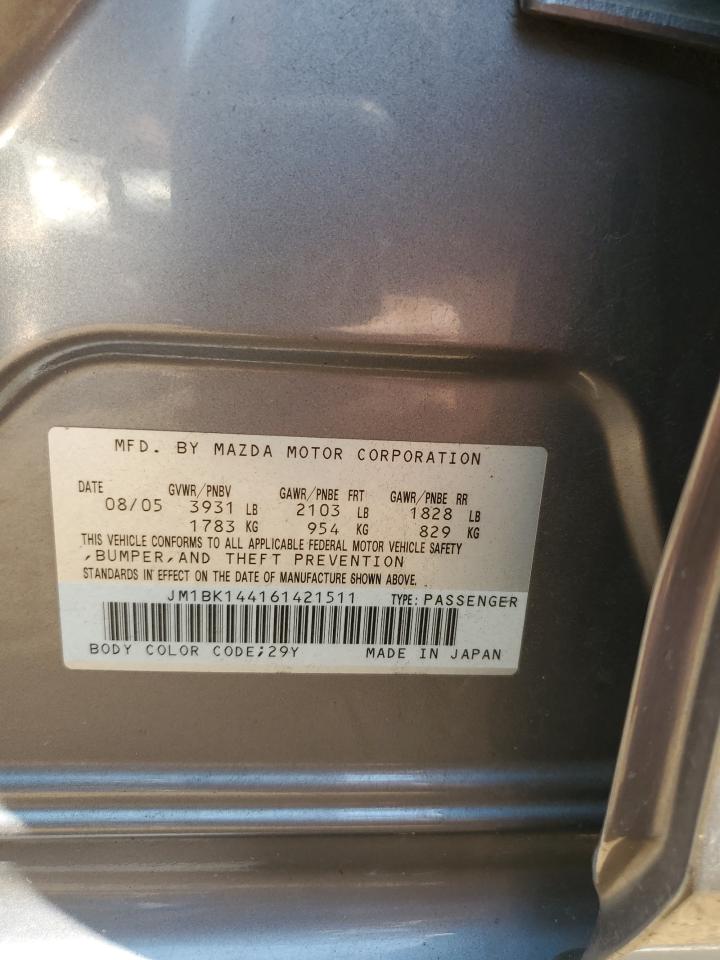 MFD. BY MAZDA MOTOR CORPORATION
DATE GVWR/PNBV GAWR/PNBE FRT GAWR/PNBE RR
08/05 3931 LB 2103 LB 1828 LB
1783 KG 954 KG 829 KG
THIS VEHICLE CONFORMS TO ALL APPLICABLE FEDERAL MOTOR VEHICLE SAFETY
,BUMPER,AND THEFT PREVENTION
STANDARDS IN EFFECT ON THE DATE OF MANUFACTURE SHOWN ABOVE.
JM1BK144161421511 TYPE: PASSENGER
BODY COLOR CODE;29Y MADE IN JAPAN